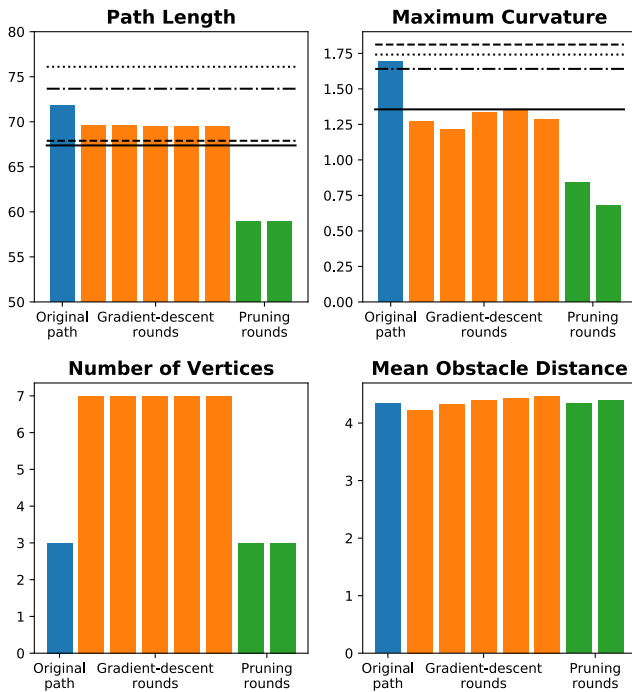 Path Length
80
75
70
65
60
55
50
Original
path
Gradient-descent
rounds
Pruning
rounds
Maximum Curvature
1.75
1.50
1.25
1.00
0.75
0.50
0.25
0.00
Original
path
Gradient-descent
rounds
Pruning
rounds
Number of Vertices
7
6
5
4
3
2
1
0
Original
path
Gradient-descent
rounds
Pruning
rounds
Mean Obstacle Distance
4
3
2
1
0
Original
path
Gradient-descent
rounds
Pruning
rounds